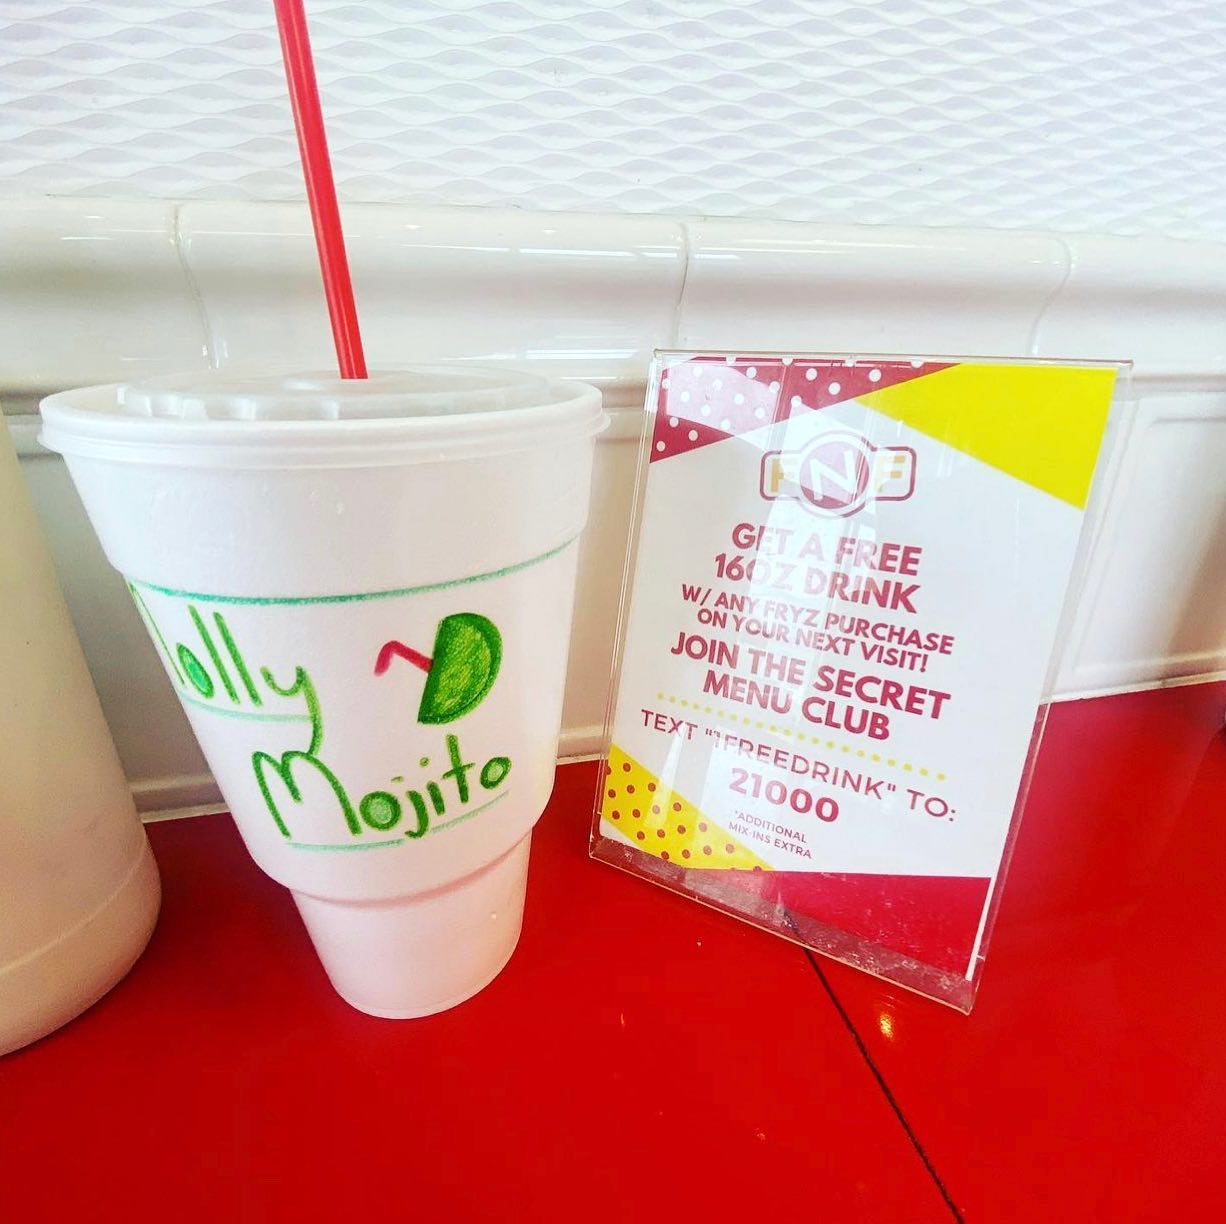 Molly
Mojito
FNF
GET A FREE
16OZ DRINK
W/ ANY FRYZ PURCHASE
ON YOUR NEXT VISIT!
JOIN THE SECRET
MENU CLUB
TEXT "1FREEDRINK" TO:
21000
*ADDITIONAL
MIX-INS EXTRA